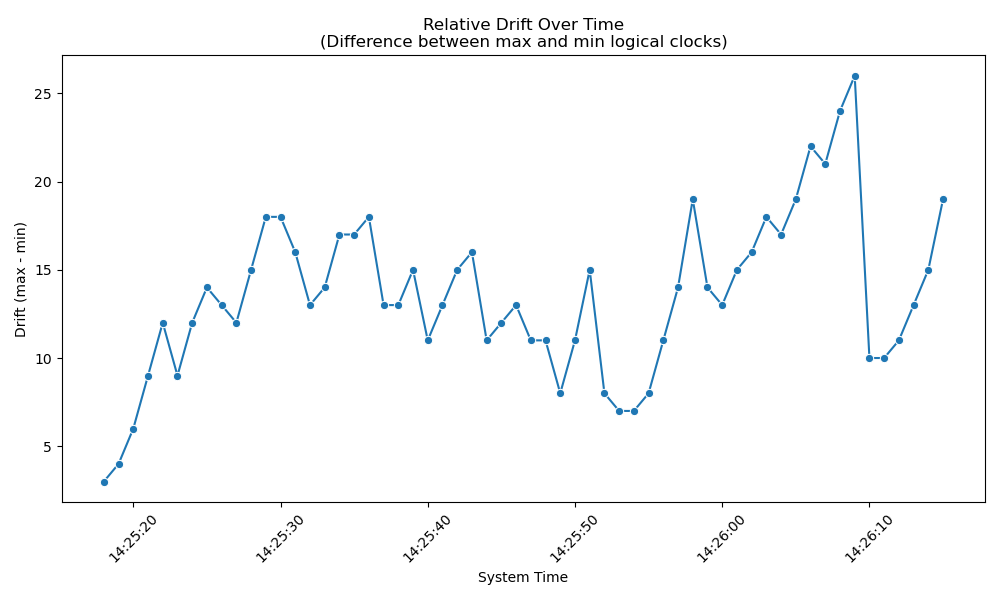 Relative Drift Over Time
(Difference between max and min logical clocks)
Drift (max - min)
25
20
15
10
5
14:25:20
14:25:30
14:25:40
14:25:50
14:26:00
14:26:10
System Time